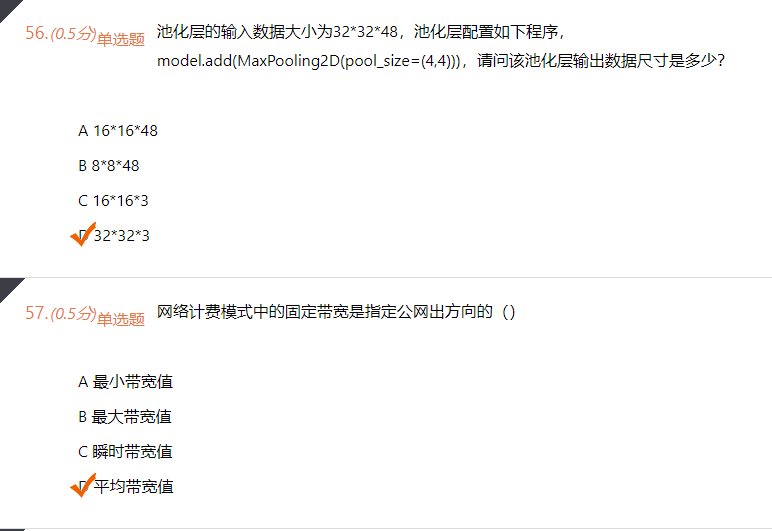 56.(0.5分)单选题 池化层的输入数据大小为32*32*48，池化层配置如下程序，
model.add(MaxPooling2D(pool_size=(4,4)))，请问该池化层输出数据尺寸是多少？
A 16*16*48
B 8*8*48
C 16*16*3
D 32*32*3
57.(0.5分)单选题 网络计费模式中的固定带宽是指定公网出方向的（）
A 最小带宽值
B 最大带宽值
C 瞬时带宽值
D 平均带宽值